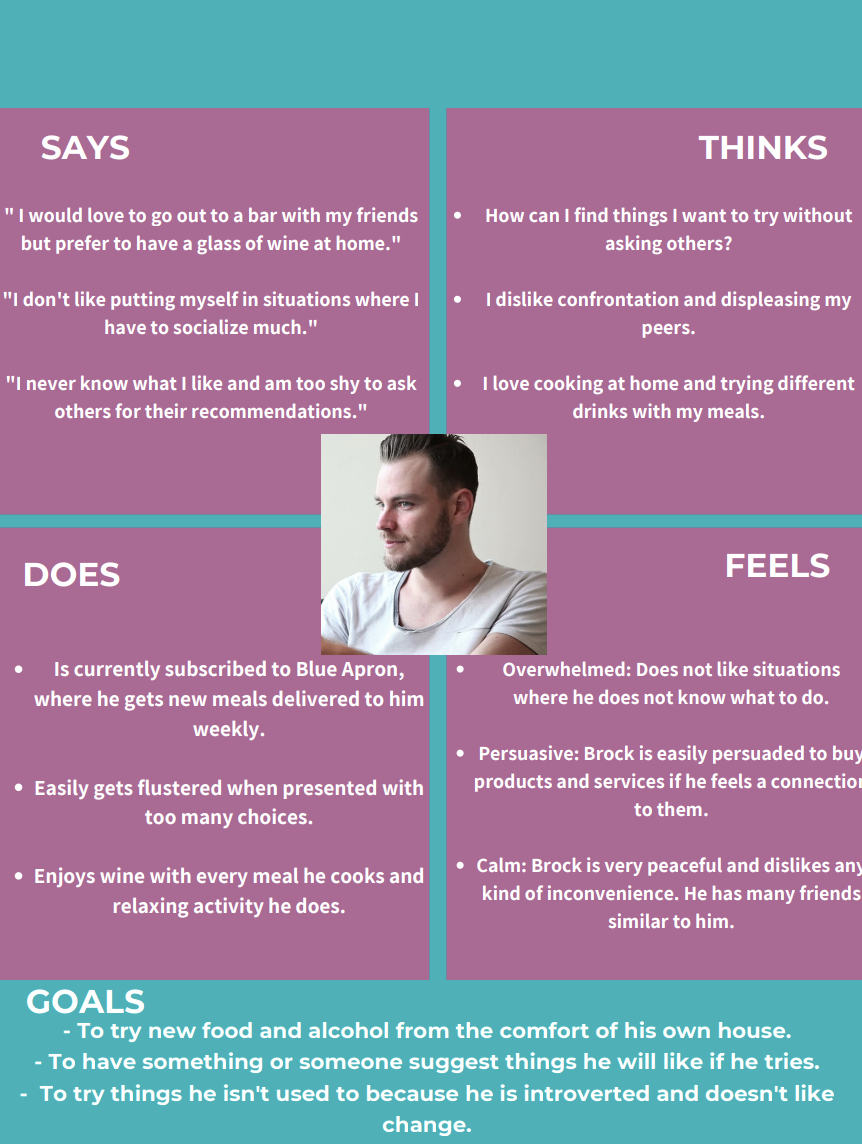 SAYS
" I would love to go out to a bar with my friends
but prefer to have a glass of wine at home."
"I don't like putting myself in situations where I
have to socialize much."
"I never know what I like and am too shy to ask
others for their recommendations."
THINKS
• How can I find things I want to try without
asking others?
• I dislike confrontation and displeasing my
peers.
• I love cooking at home and trying different
drinks with my meals.
DOES
• Is currently subscribed to Blue Apron,
where he gets new meals delivered to him
weekly.
• Easily gets flustered when presented with
too many choices.
• Enjoys wine with every meal he cooks and
relaxing activity he does.
FEELS
• Overwhelmed: Does not like situations
where he does not know what to do.
• Persuasive: Brock is easily persuaded to buy
products and services if he feels a connection
to them.
• Calm: Brock is very peaceful and dislikes any
kind of inconvenience. He has many friends
similar to him.
GOALS
- To try new food and alcohol from the comfort of his own house.
- To have something or someone suggest things he will like if he tries.
- To try things he isn't used to because he is introverted and doesn't like
change.